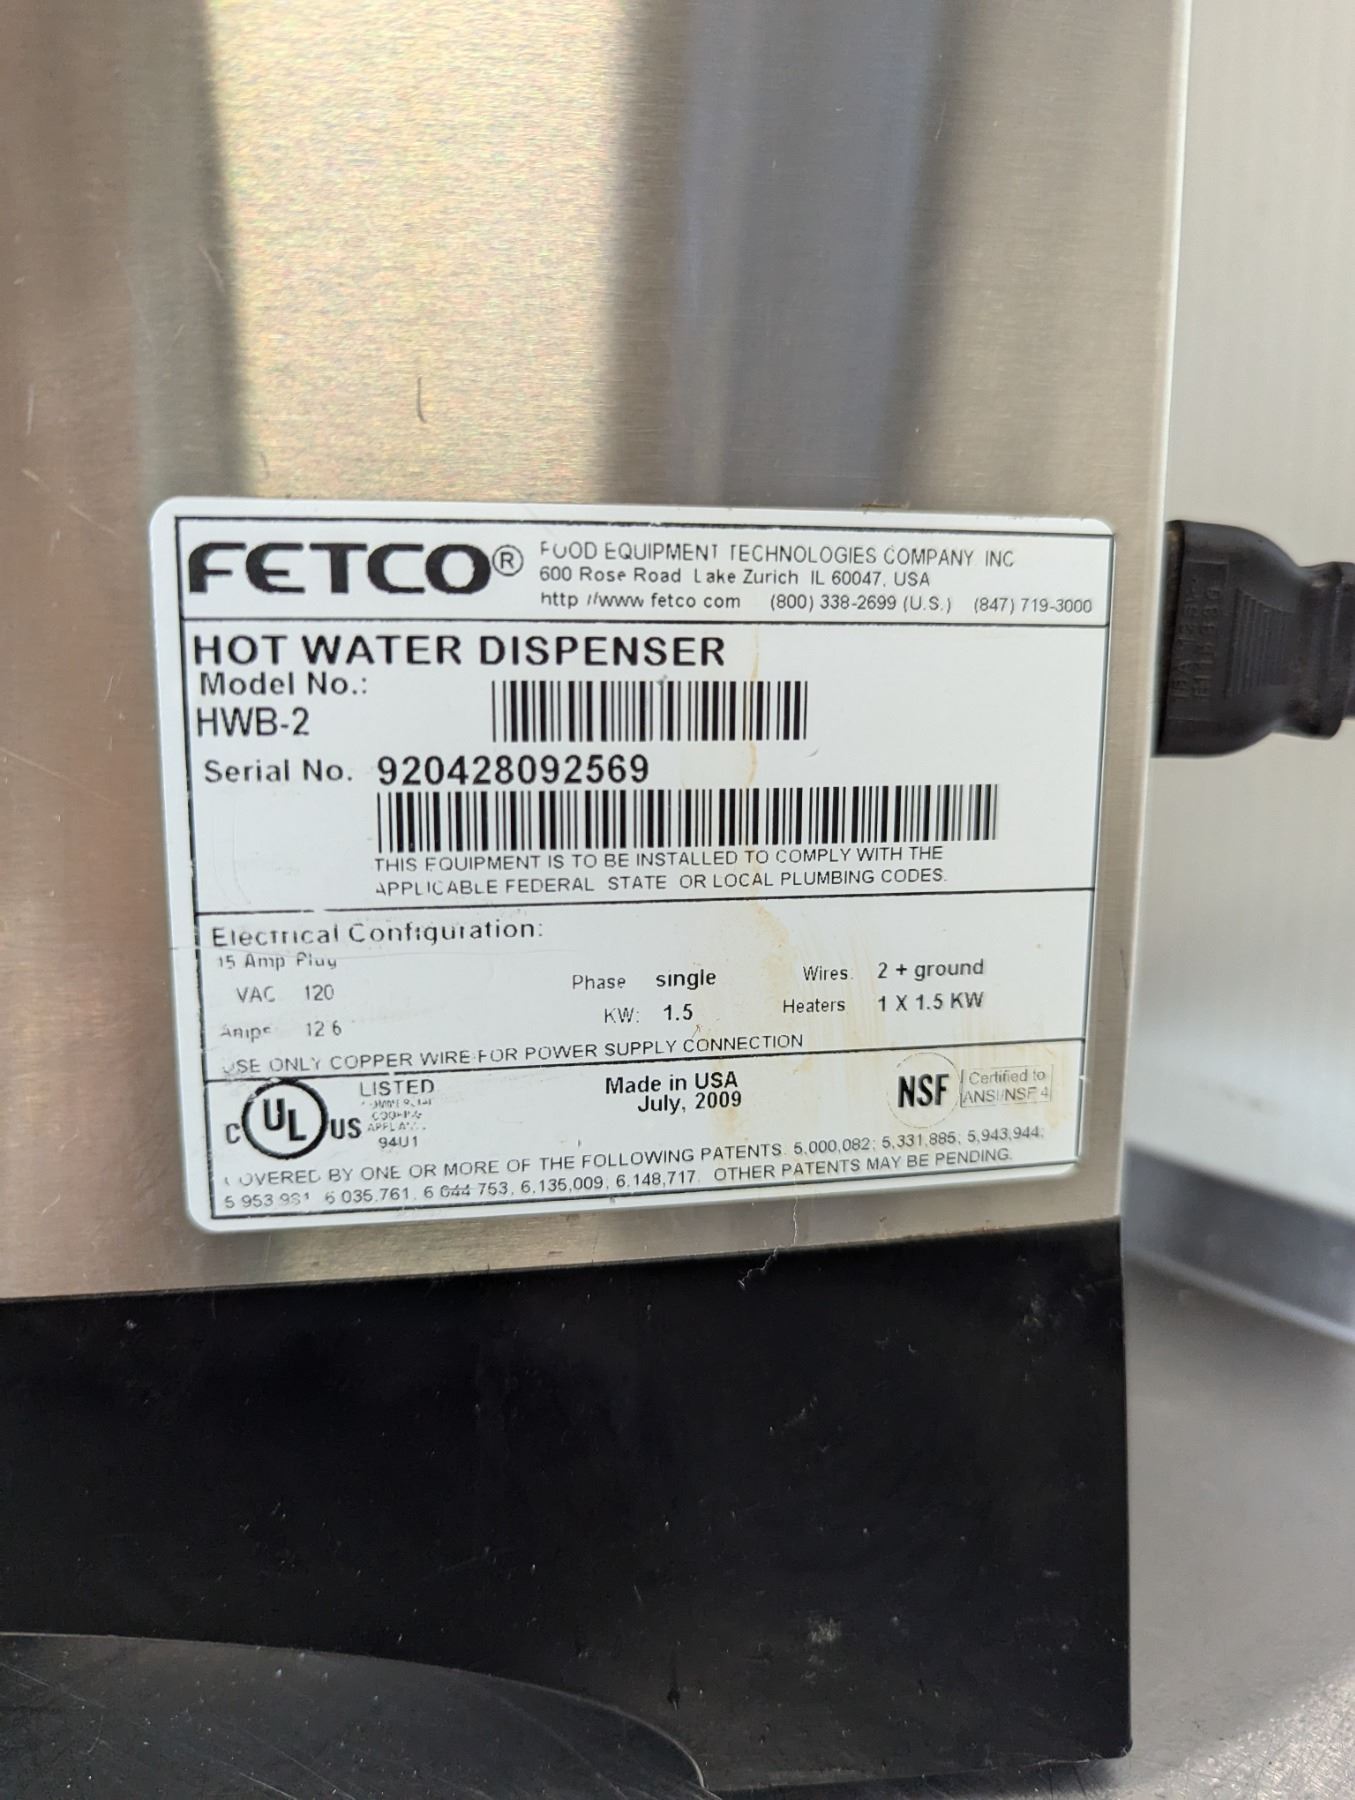 FETCO® FOOD EQUIPMENT TECHNOLOGIES COMPANY INC
600 Rose Road Lake Zurich IL 60047, USA
http //www fetco com (800) 338-2699 (U.S.) (847) 719-3000
HOT WATER DISPENSER
Model No.:
HWB-2
Serial No. 920428092569
THIS EQUIPMENT IS TO BE INSTALLED TO COMPLY WITH THE
APPLICABLE FEDERAL STATE OR LOCAL PLUMBING CODES.
Electrical Configuration:
15 Amp Plug
VAC 120 Phase single Wires. 2 + ground
Amps 12 6 KW: 1.5 Heaters 1 X 1.5 KW
USE ONLY COPPER WIRE FOR POWER SUPPLY CONNECTION
C UL US LISTED
94U1
Made in USA
July, 2009
NSF Certified to
ANSI/NSF 4
COVERED BY ONE OR MORE OF THE FOLLOWING PATENTS. 5,000,082; 5,331,885; 5,943,944;
5 953 981 6 035,761, 6 044 753, 6,135,009; 6.148,717. OTHER PATENTS MAY BE PENDING.